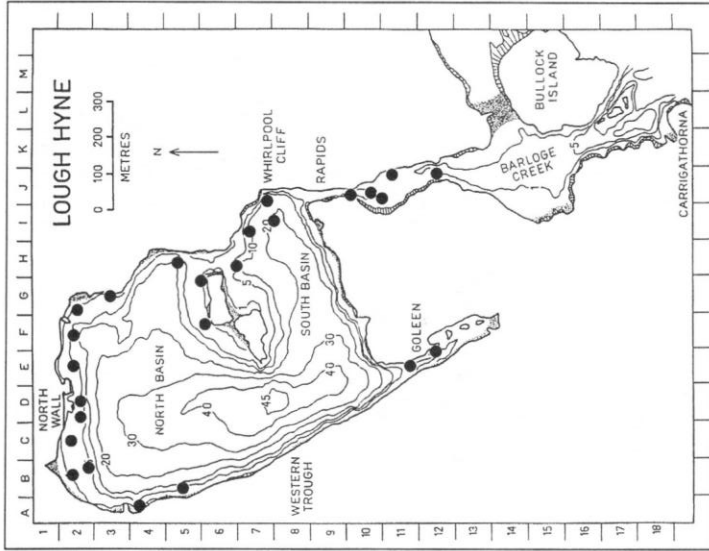 LOUGH HYNE
0 100 200 300
METRES
N
A B C D E F G H I J K L M
1
2
3
4
5
6
7
8
9
10
11
12
13
14
15
16
17
18
NORTH
WALL
20
30
NORTH BASIN
40
45
40
30
5
10
20
WHIRLPOOL
CLIFF
SOUTH BASIN
RAPIDS
WESTERN
TROUGH
GOLEEN
BULLOCK
ISLAND
BARLOGE
CREEK
5
CARRIGATHORNA